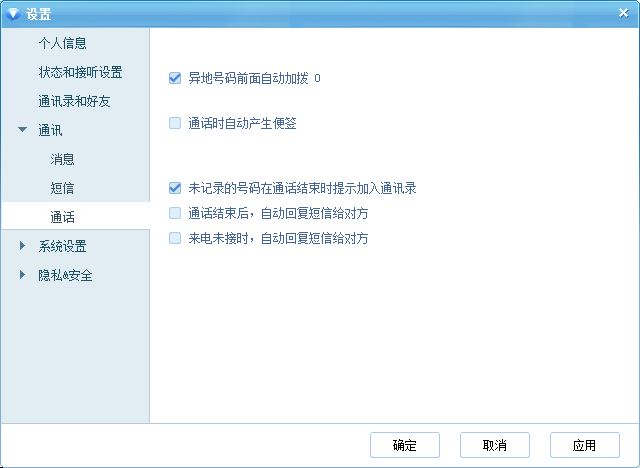 设置
个人信息
状态和接听设置
通讯录和好友
通讯
消息
短信
通话
系统设置
隐私&安全
异地号码前面自动加拨 0
通话时自动产生便签
未记录的号码在通话结束时提示加入通讯录
通话结束后，自动回复短信给对方
来电未接时，自动回复短信给对方
确定
取消
应用